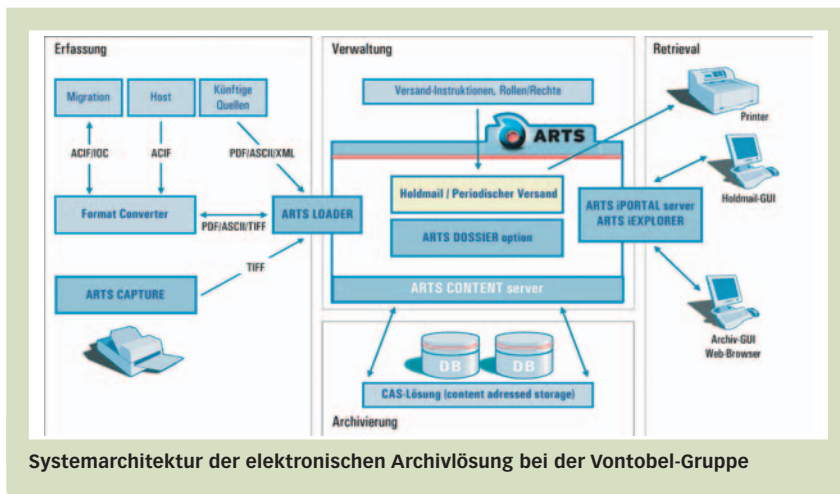 Erfassung
Migration
Host
Künftige
Quellen
ACIF/IOC
ACIF
PDF/ASCII/XML
Format Converter
PDF/ASCII/TIFF
ARTS LOADER
TIFF
ARTS CAPTURE
Verwaltung
Versand-Instruktionen, Rollen/Rechte
ARTS
Holdmail / Periodischer Versand
ARTS DOSSIER option
ARTS CONTENT server
DB
DB
CAS-Lösung (content adressed storage)
Archivierung
Retrieval
Printer
Holdmail-GUI
ARTS iPORTAL server
ARTS iEXPLORER
Archiv-GUI
Web-Browser
Systemarchitektur der elektronischen Archivlösung bei der Vontobel-Gruppe